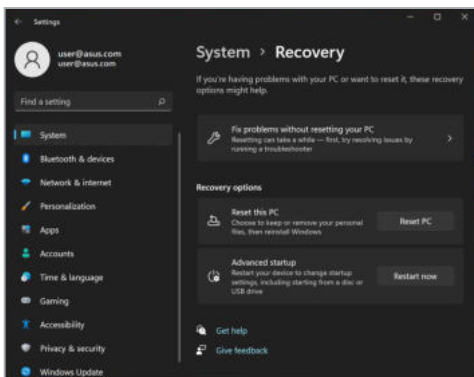 Settings
user@asus.com
user@asus.com
Find a setting
System
Bluetooth & devices
Network & internet
Personalization
Apps
Accounts
Time & language
Gaming
Accessibility
Privacy & security
Windows Update
System > Recovery
If you're having problems with your PC or want to reset it, these recovery
options might help.
Fix problems without resetting your PC
Resetting can take a while — first, try resolving issues by
running a troubleshooter
Recovery options
Reset this PC
Choose to keep or remove your personal
files, then reinstall Windows
Reset PC
Advanced startup
Restart your device to change startup
settings, including starting from a disc or
USB drive
Restart now
Get help
Give feedback